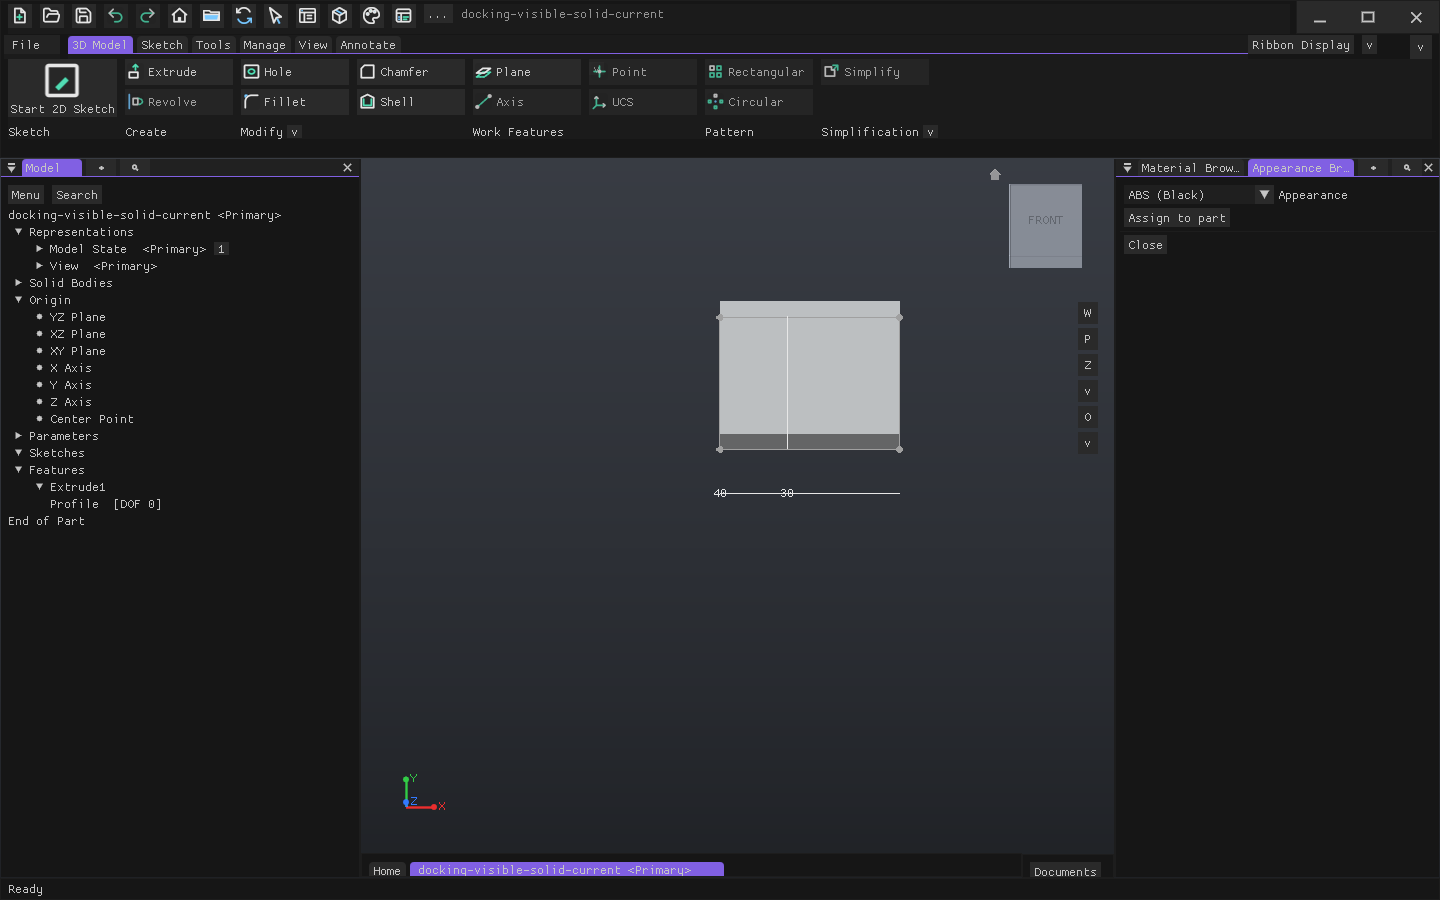 ... docking-visible-solid-current
File 3D Model Sketch Tools Manage View Annotate Ribbon Display v v
Extrude Hole Chamfer Plane Point Rectangular Simplify
Start 2D Sketch Revolve Fillet Shell Axis UCS Circular
Sketch Create Modify v Work Features Pattern Simplification v
Model
Menu Search
docking-visible-solid-current <Primary>
Representations
Model State <Primary> 1
View <Primary>
Solid Bodies
Origin
YZ Plane
XZ Plane
XY Plane
X Axis
Y Axis
Z Axis
Center Point
Parameters
Sketches
Features
Extrude1
Profile [DOF 0]
End of Part
FRONT
W
P
Z
v
O
v
40 30
Y
Z X
Material Brow… Appearance Br…
ABS (Black) Appearance
Assign to part
Close
Home docking-visible-solid-current <Primary> Documents
Ready